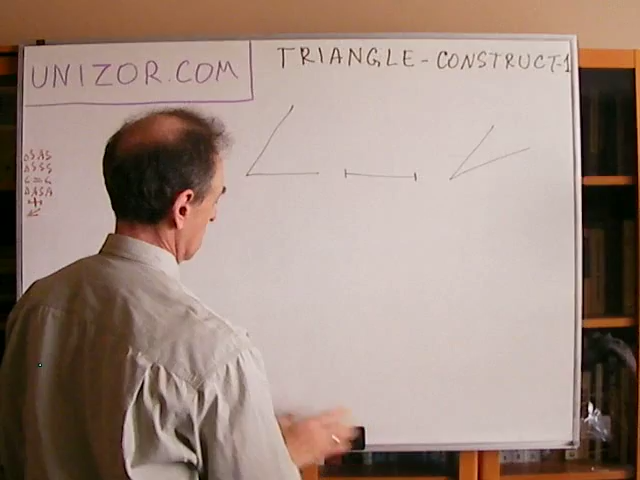 UNIZOR.COM
TRIANGLE-CONSTRUCT-1
△SAS
△SSS
∠=∠
△ASA